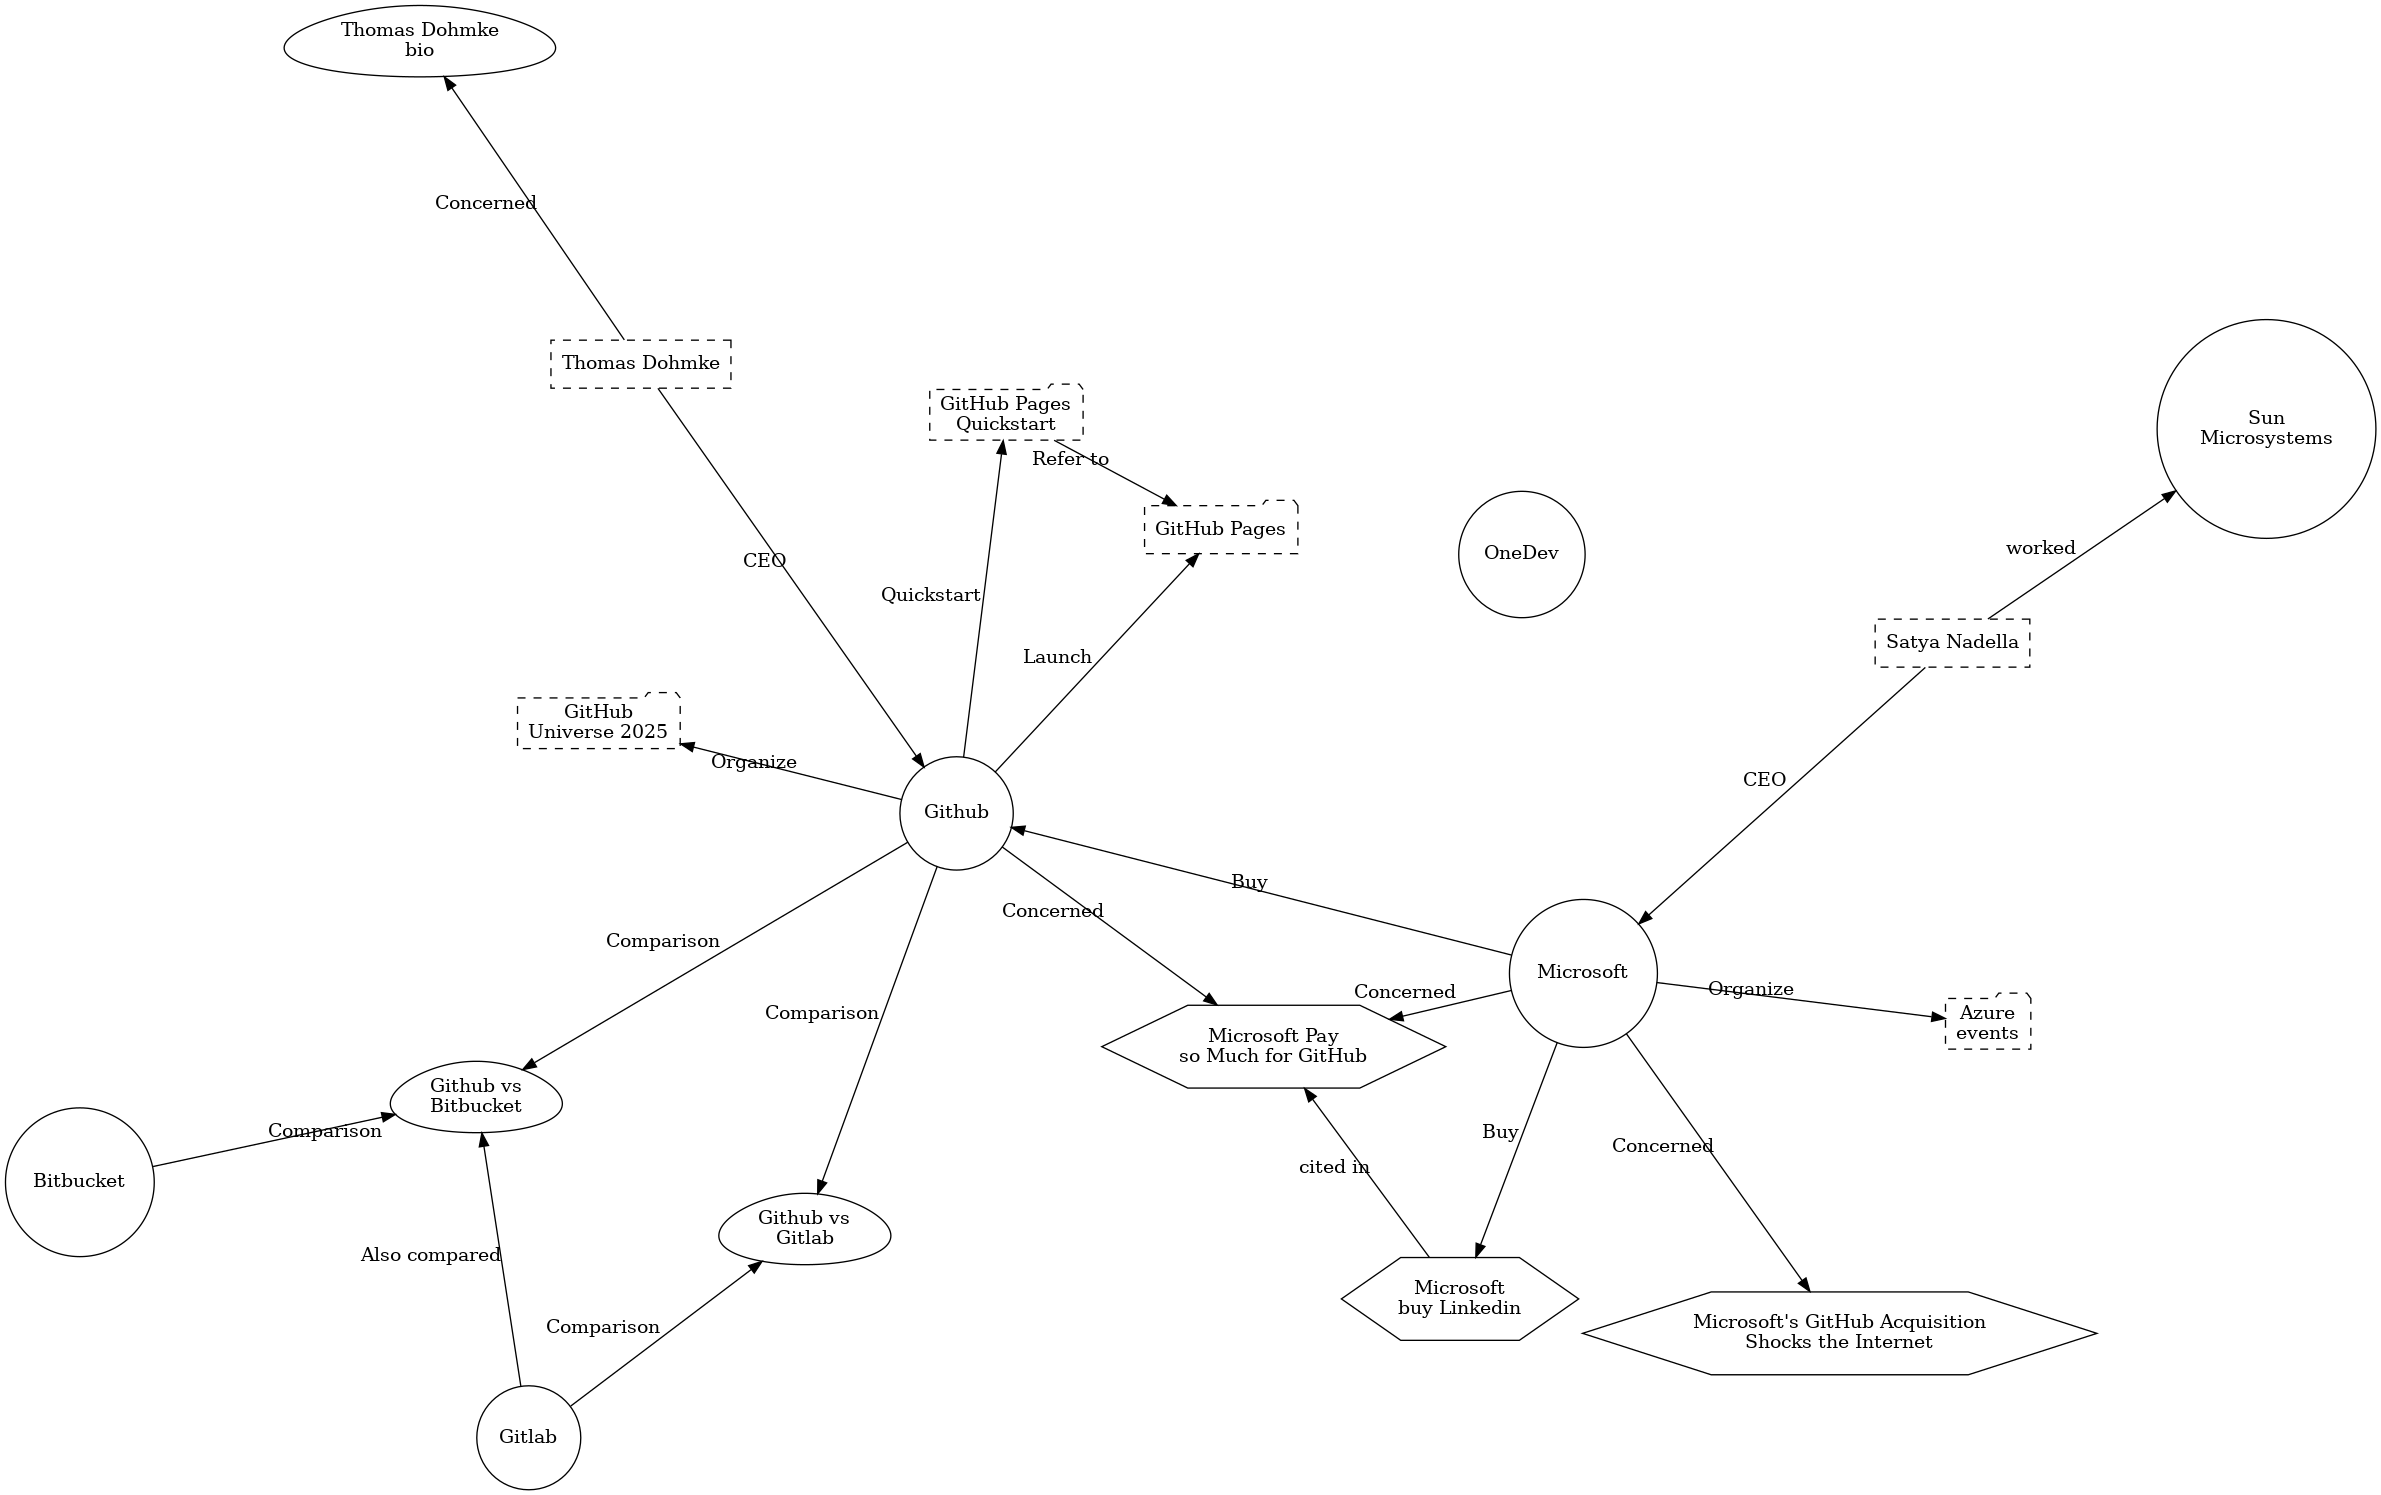 Thomas Dohmke
bio
Concerned
Thomas Dohmke
GitHub Pages
Quickstart
Sun
Microsystems
Refer to
GitHub Pages
OneDev
worked
CEO
Quickstart
Satya Nadella
Launch
GitHub
Universe 2025
Organize
CEO
Github
Buy
Concerned
Comparison
Microsoft
Concerned
Organize
Comparison
Azure
events
Microsoft Pay
so Much for GitHub
Github vs
Bitbucket
Comparison
Buy
Concerned
cited in
Bitbucket
Github vs
Gitlab
Also compared
Microsoft
buy Linkedin
Comparison
Microsoft's GitHub Acquisition
Shocks the Internet
Gitlab